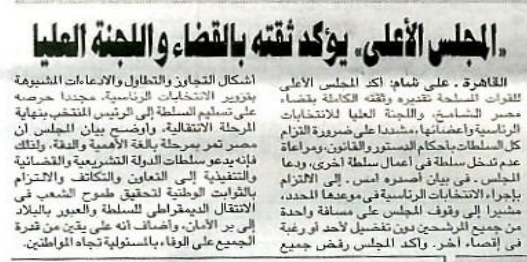 «المجلس الأعلى» يؤكد ثقته بالقضاء واللجنة العليا
القاهرة . علي شام: أكد المجلس الأعلى
للقوات المسلحة تقديره وثقته الكاملة بقضاء
مصر الشامخ، واللجنة العليا للانتخابات
الرئاسية وأعضائها، مشددا على ضرورة التزام
كل السلطات بأحكام الدستور والقانون، ومراعاة
عدم تدخل سلطة في أعمال سلطة أخرى، ودعا
المجلس . في بيان أصدره امس . إلى الالتزام
بإجراء الانتخابات الرئاسية في موعدها المحدد،
مشيرا إلى وقوف المجلس على مسافة واحدة
من جميع المرشحين دون تفضيل لأحد أو رغبة
في إقصاء آخر. وأكد المجلس رفض جميع
أشكال التجاوز والتطاول والادعاءات المشبوهة
بتزوير الانتخابات الرئاسية، مجددا حرصه
على تسليم السلطة إلى الرئيس المنتخب بنهاية
المرحلة الانتقالية. وأوضح بيان المجلس أن
مصر تمر بمرحلة بالغة الأهمية والدقة، ولذلك
فإنه يدعو سلطات الدولة التشريعية والقضائية
والتنفيذية إلى التعاون والتكاتف والالتزام
بالثوابت الوطنية لتحقيق طموح الشعب في
الانتقال الديمقراطي للسلطة والعبور بالبلاد
إلى بر الأمان، وأضاف أنه على يقين من قدرة
الجميع على الوفاء بالمسئولية تجاه المواطنين.